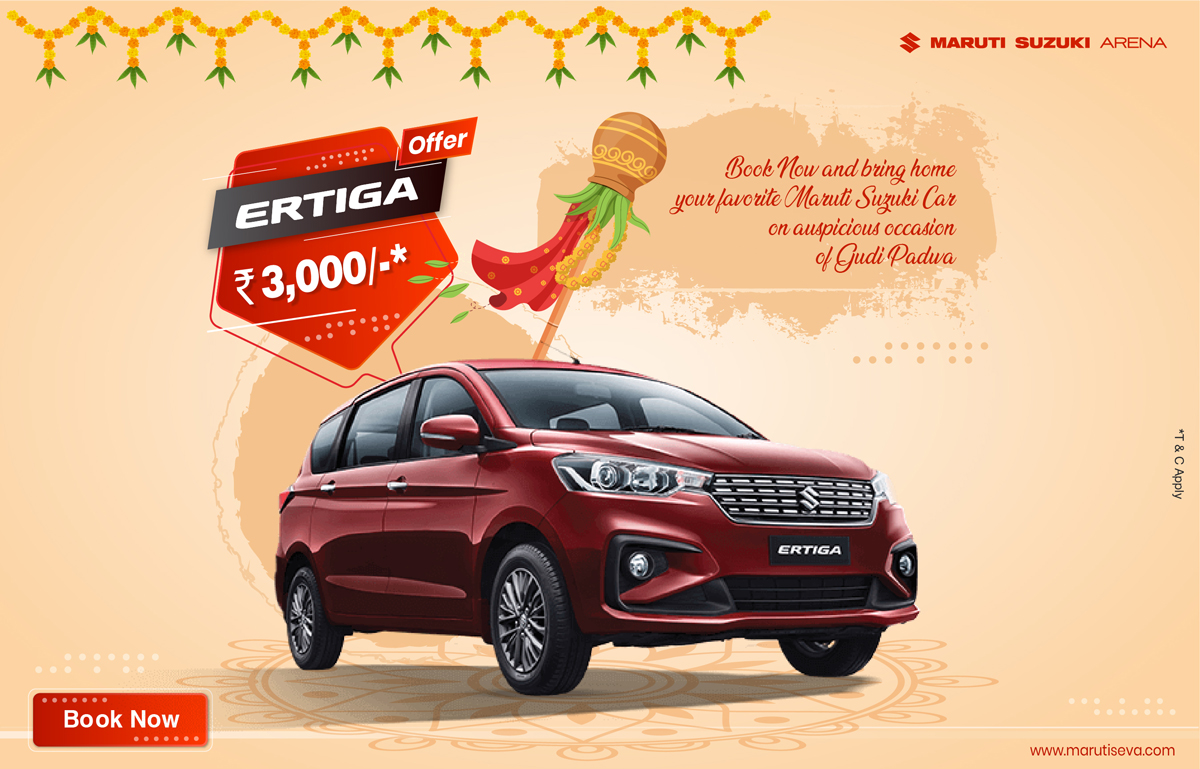 MARUTI SUZUKI ARENA
Offer
ERTIGA
₹ 3,000/-*
Book Now and bring home
your favorite Maruti Suzuki Car
on auspicious occasion
of Gudi Padwa
*T & C Apply
ERTIGA
Book Now
www.marutiseva.com